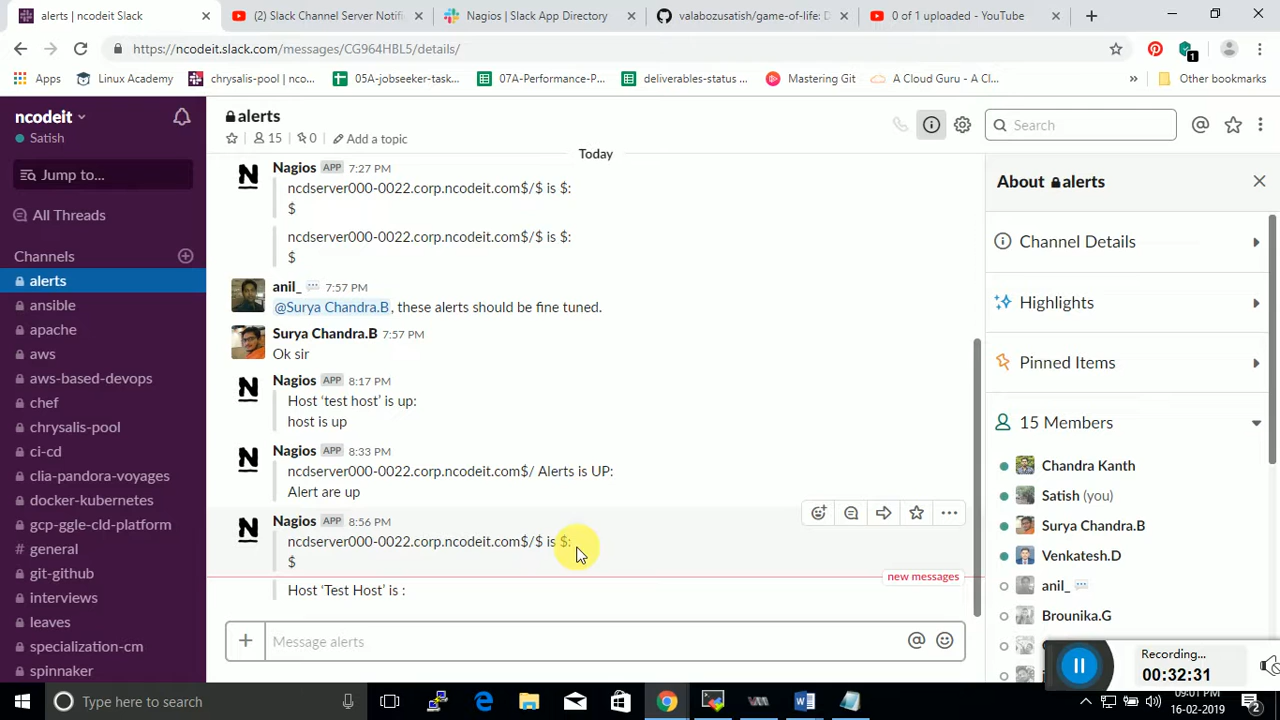 alerts | ncodeit Slack
(2) Slack Channel Server Notifi
Nagios | Slack App Directory
valabozusatish/game-of-life: D
0 of 1 uploaded - YouTube
https://ncodeit.slack.com/messages/CG964HBL5/details/
1
Apps
Linux Academy
chrysalis-pool | nco...
05A-jobseeker-task...
07A-Performance-P...
deliverables-status ...
Mastering Git
A Cloud Guru - A Cl...
Other bookmarks
ncodeit
Satish
Jump to...
All Threads
Channels
alerts
ansible
apache
aws
aws-based-devops
chef
chrysalis-pool
ci-cd
clia-pandora-voyages
docker-kubernetes
gcp-ggle-cld-platform
general
git-github
interviews
leaves
specialization-cm
spinnaker
alerts
15
0
Add a topic
Search
Today
Nagios APP 7:27 PM
ncdserver000-0022.corp.ncodeit.com$/$ is $:
$
ncdserver000-0022.corp.ncodeit.com$/$ is $:
$
anil_ 7:57 PM
@Surya Chandra.B, these alerts should be fine tuned.
Surya Chandra.B 7:57 PM
Ok sir
Nagios APP 8:17 PM
Host ‘test host’ is up:
host is up
Nagios APP 8:33 PM
ncdserver000-0022.corp.ncodeit.com$/ Alerts is UP:
Alert are up
Nagios APP 8:56 PM
ncdserver000-0022.corp.ncodeit.com$/$ is $:
$
new messages
Host ‘Test Host’ is :
Message alerts
About alerts
Channel Details
Highlights
Pinned Items
15 Members
Chandra Kanth
Satish (you)
Surya Chandra.B
Venkatesh.D
anil_
Brounika.G
Recording...
00:32:31
Type here to search
09:01 PM
16-02-2019
2